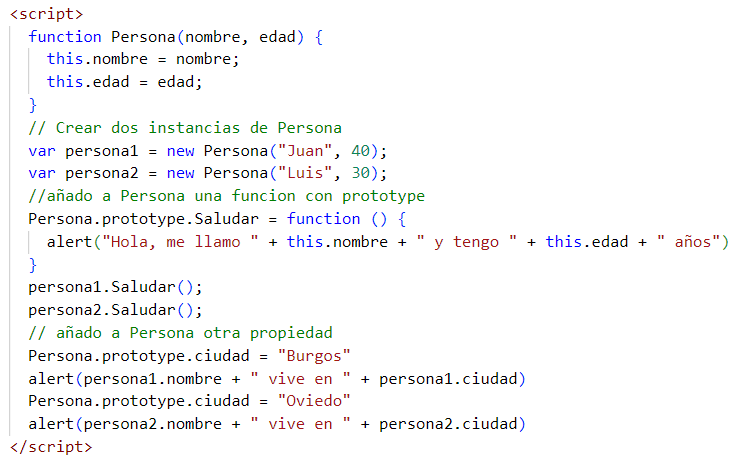 <script>
function Persona(nombre, edad) {
this.nombre = nombre;
this.edad = edad;
}
// Crear dos instancias de Persona
var persona1 = new Persona("Juan", 40);
var persona2 = new Persona("Luis", 30);
//añado a Persona una funcion con prototype
Persona.prototype.Saludar = function () {
alert("Hola, me llamo " + this.nombre + " y tengo " + this.edad + " años")
}
persona1.Saludar();
persona2.Saludar();
// añado a Persona otra propiedad
Persona.prototype.ciudad = "Burgos"
alert(persona1.nombre + " vive en " + persona1.ciudad)
Persona.prototype.ciudad = "Oviedo"
alert(persona2.nombre + " vive en " + persona2.ciudad)
</script>